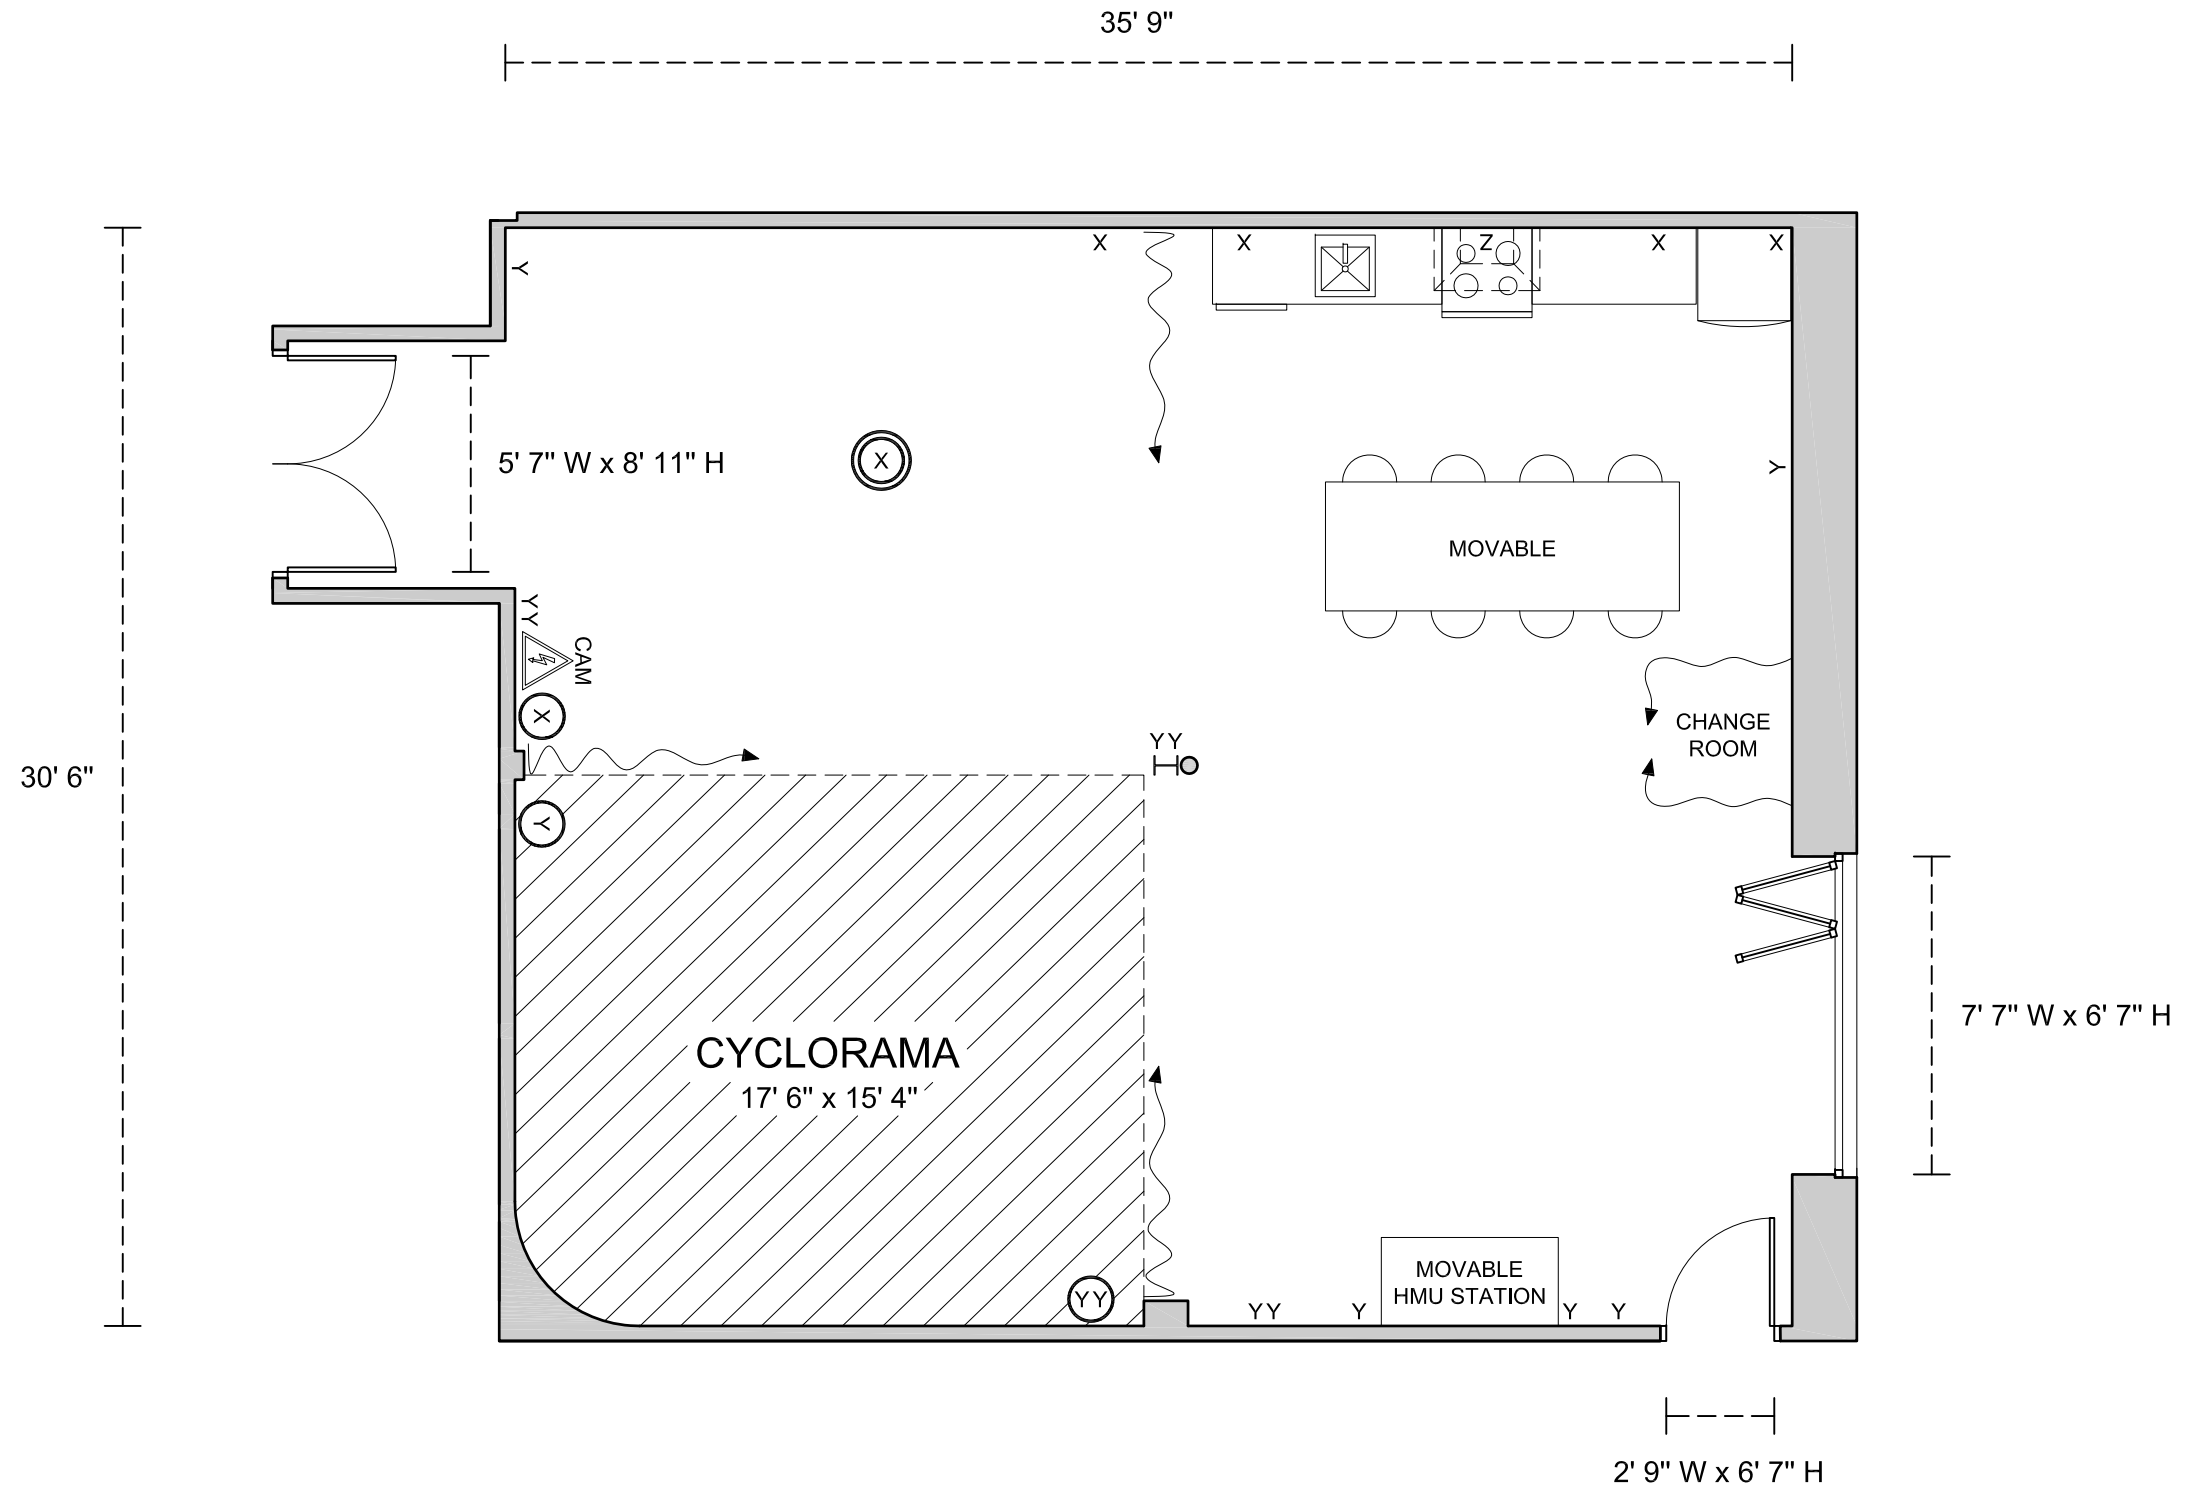 35' 9"
X
X
Z
X
X
Y
5' 7" W x 8' 11" H
X
Y
MOVABLE
YY
CAM
X
CHANGE
ROOM
YY
30' 6"
Y
7' 7" W x 6' 7" H
CYCLORAMA
17' 6" x 15' 4"
MOVABLE
HMU STATION
YY
YY
Y
Y
Y
2' 9" W x 6' 7" H